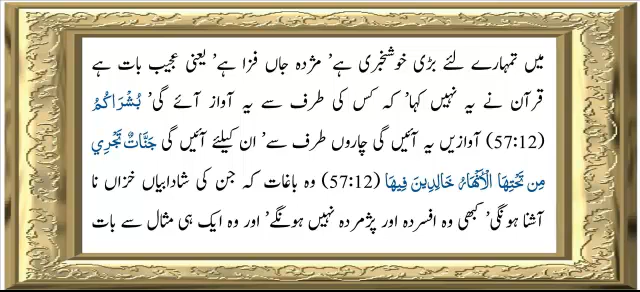 میں تمہارے لئے بڑی خوشخبری ہے’ مژدہ جاں فزا ہے’ یعنی عجیب بات ہے
قرآن نے یہ نہیں کہا’ کہ کس کی طرف سے یہ آواز آئے گی’ بُشْرَاكُمُ
(57:12) آوازیں یہ آئیں گی چاروں طرف سے’ ان کیلئے آئیں گی جَنَّاتٌ تَجْرِي
مِن تَحْتِهَا الْأَنْهَارُ خَالِدِينَ فِيهَا (57:12) وہ باغات کہ جن کی شادابیاں خزاں نا
آشنا ہونگی’ کبھی وہ افسردہ اور پژمردہ نہیں ہونگے’ اور وہ ایک ہی مثال سے بات